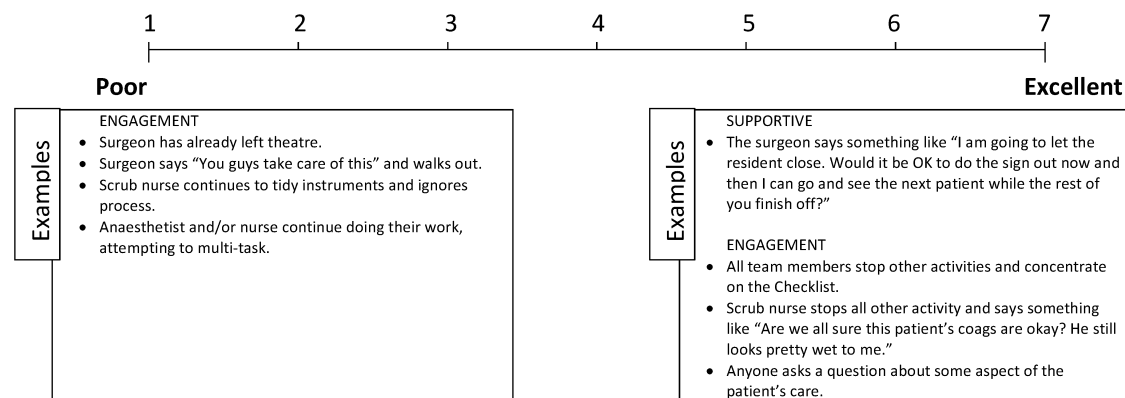 1 2 3 4 5 6 7
Poor
Excellent
Examples
ENGAGEMENT
• Surgeon has already left theatre.
• Surgeon says “You guys take care of this” and walks out.
• Scrub nurse continues to tidy instruments and ignores
process.
• Anaesthetist and/or nurse continue doing their work,
attempting to multi-task.
Examples
SUPPORTIVE
• The surgeon says something like “I am going to let the
resident close. Would it be OK to do the sign out now and
then I can go and see the next patient while the rest of
you finish off?”
ENGAGEMENT
• All team members stop other activities and concentrate
on the Checklist.
• Scrub nurse stops all other activity and says something
like “Are we all sure this patient’s coags are okay? He still
looks pretty wet to me.”
• Anyone asks a question about some aspect of the
patient’s care.